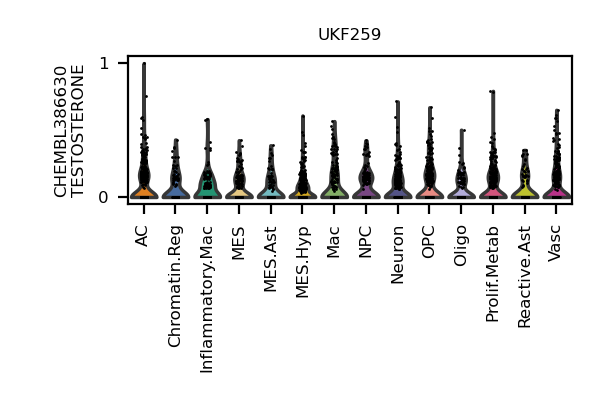 UKF259
CHEMBL386630
TESTOSTERONE
1
0
AC
Chromatin.Reg
Inflammatory.Mac
MES
MES.Ast
MES.Hyp
Mac
NPC
Neuron
OPC
Oligo
Prolif.Metab
Reactive.Ast
Vasc